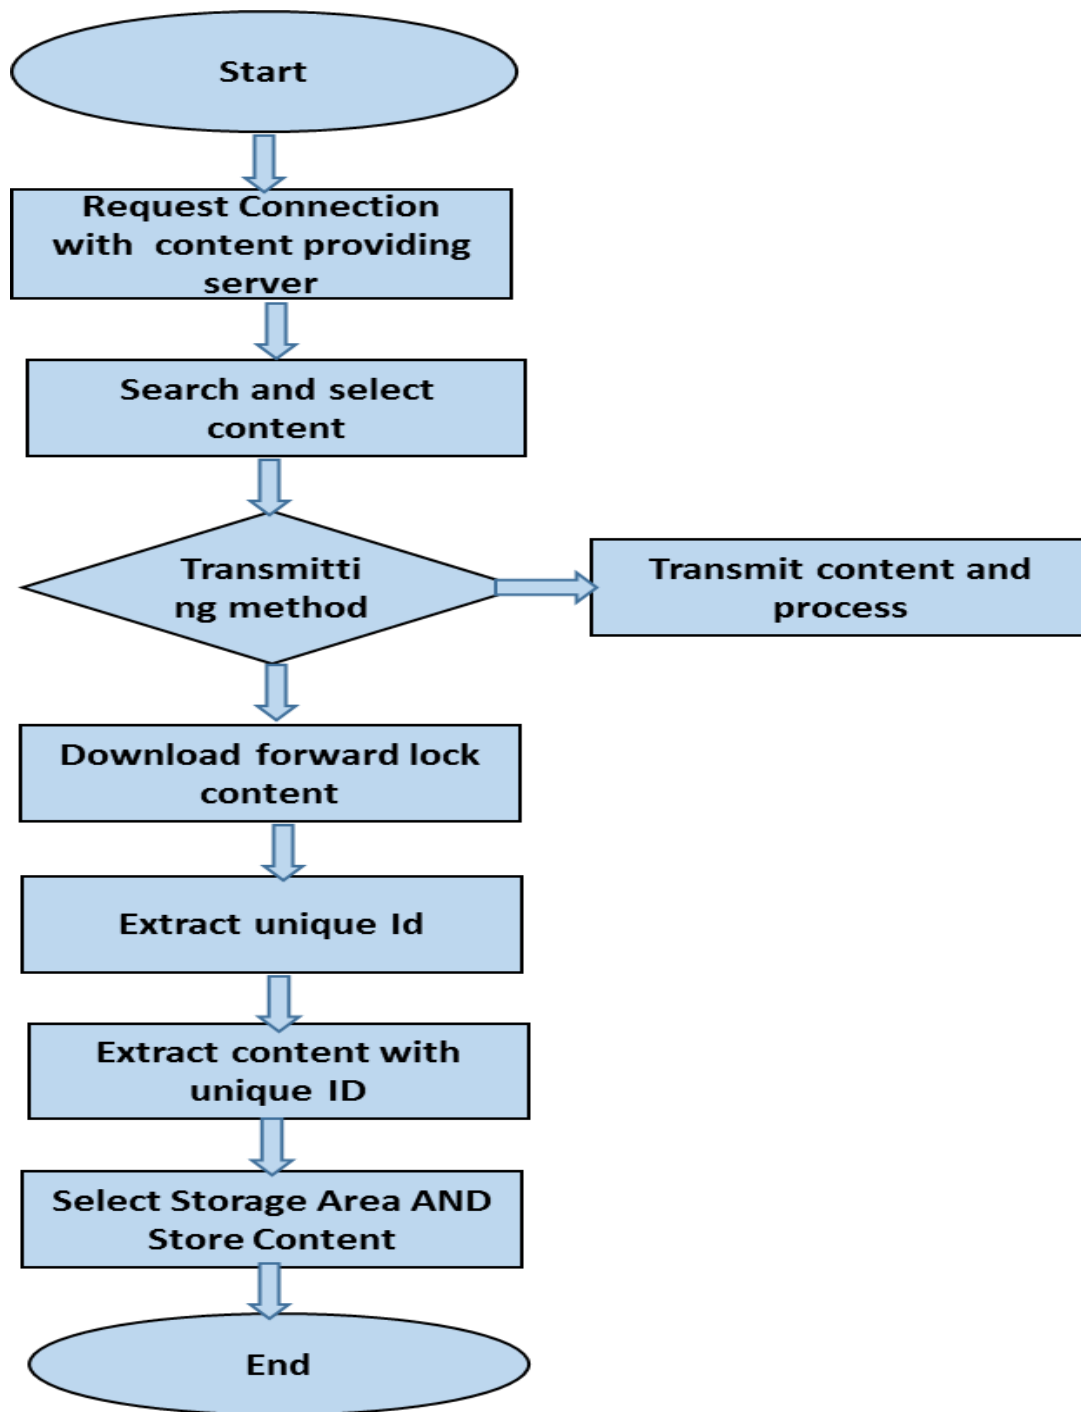 Start
Request Connection
with content providing
server
Search and select
content
Transmitti
ng method
Transmit content and
process
Download forward lock
content
Extract unique Id
Extract content with
unique ID
Select Storage Area AND
Store Content
End